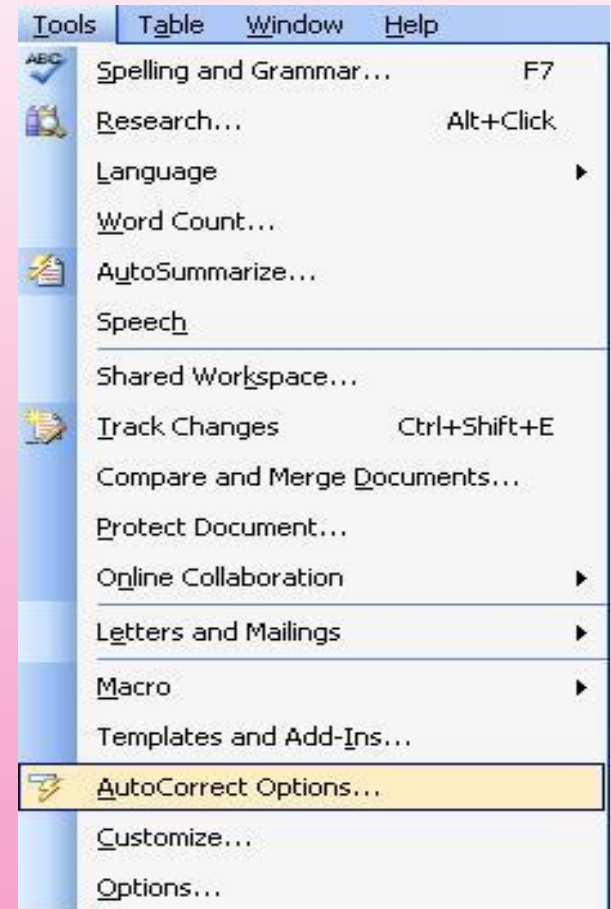 Tools Table Window Help
ABC Spelling and Grammar... F7
Research... Alt+Click
Language
Word Count...
AutoSummarize...
Speech
Shared Workspace...
Track Changes Ctrl+Shift+E
Compare and Merge Documents...
Protect Document...
Online Collaboration
Letters and Mailings
Macro
Templates and Add-Ins...
AutoCorrect Options...
Customize...
Options...